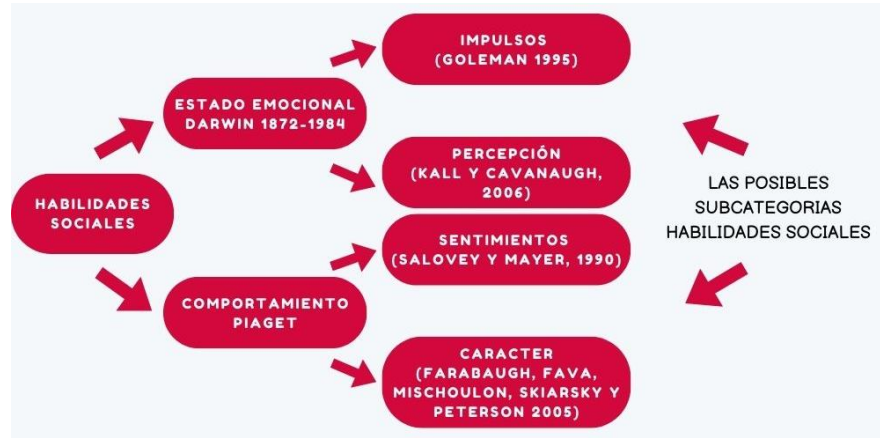 IMPULSOS
(GOLEMAN 1995)
ESTADO EMOCIONAL
DARWIN 1872-1984
PERCEPCIÓN
(KALL Y CAVANAUGH,
2006)
HABILIDADES
SOCIALES
SENTIMIENTOS
(SALOVEY Y MAYER, 1990)
COMPORTAMIENTO
PIAGET
CARACTER
(FARABAUGH, FAVA,
MISCHOULON, SKIARSKY Y
PETERSON 2005)
LAS POSIBLES
SUBCATEGORIAS
HABILIDADES SOCIALES